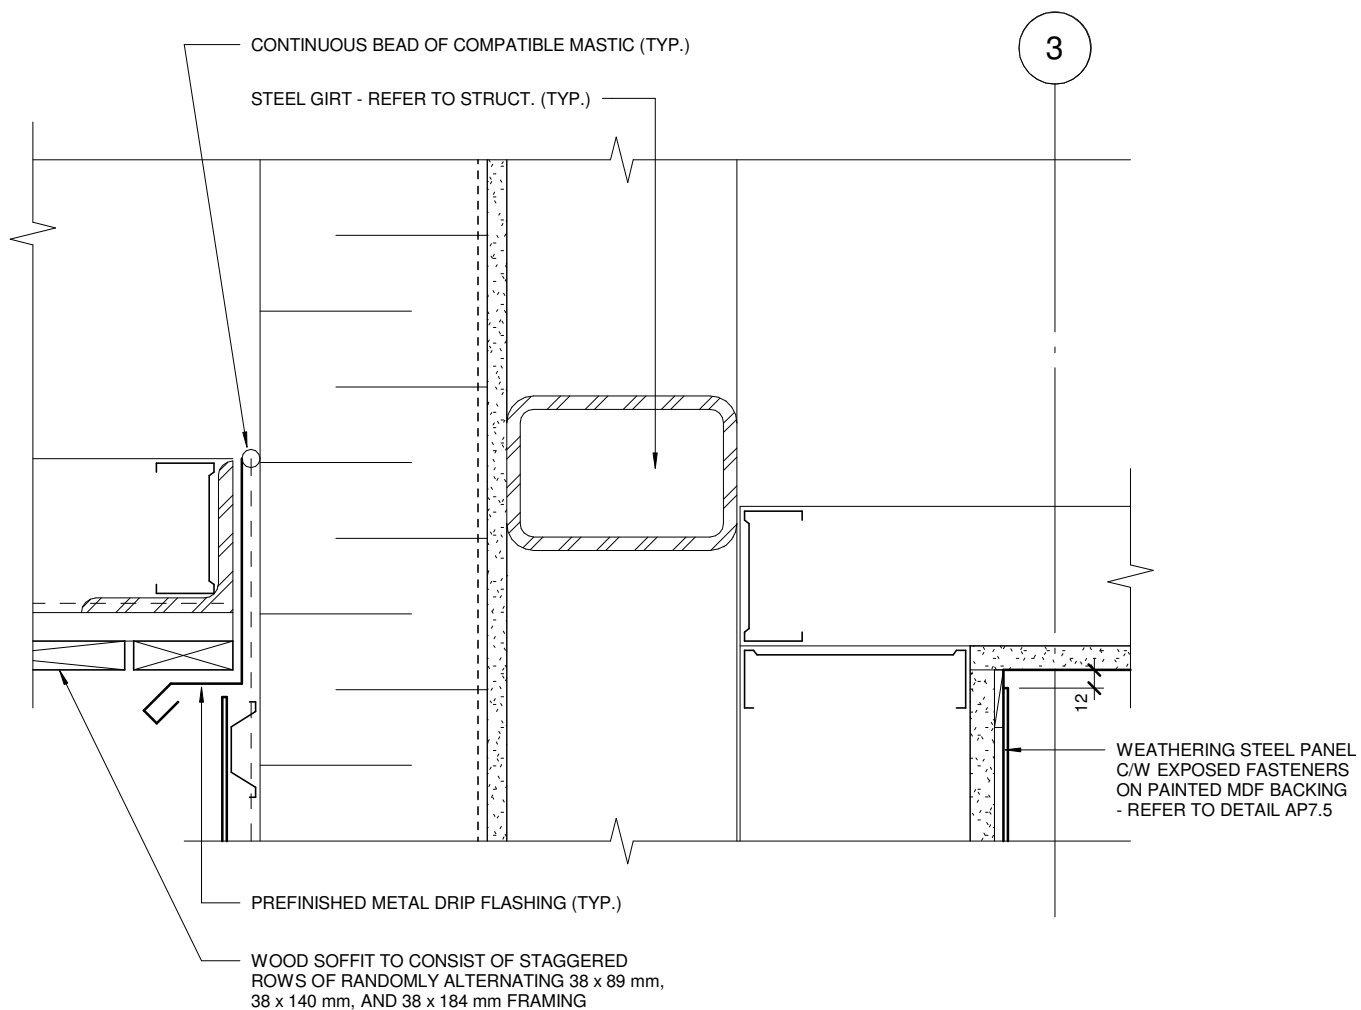 CONTINUOUS BEAD OF COMPATIBLE MASTIC (TYP.)
3
STEEL GIRT - REFER TO STRUCT. (TYP.)
12
WEATHERING STEEL PANEL
C/W EXPOSED FASTENERS
ON PAINTED MDF BACKING
- REFER TO DETAIL AP7.5
PREFINISHED METAL DRIP FLASHING (TYP.)
WOOD SOFFIT TO CONSIST OF STAGGERED
ROWS OF RANDOMLY ALTERNATING 38 x 89 mm,
38 x 140 mm, AND 38 x 184 mm FRAMING